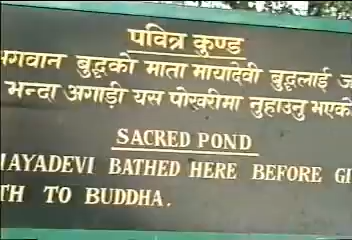 पवित्र कुण्ड
भगवान बुद्धको माता मायादेवी बुद्धलाई
भन्दा अगाडी यस पोखरीमा नुहाउनु भएको
SACRED POND
MAYADEVI BATHED HERE BEFORE
TO BUDDHA.